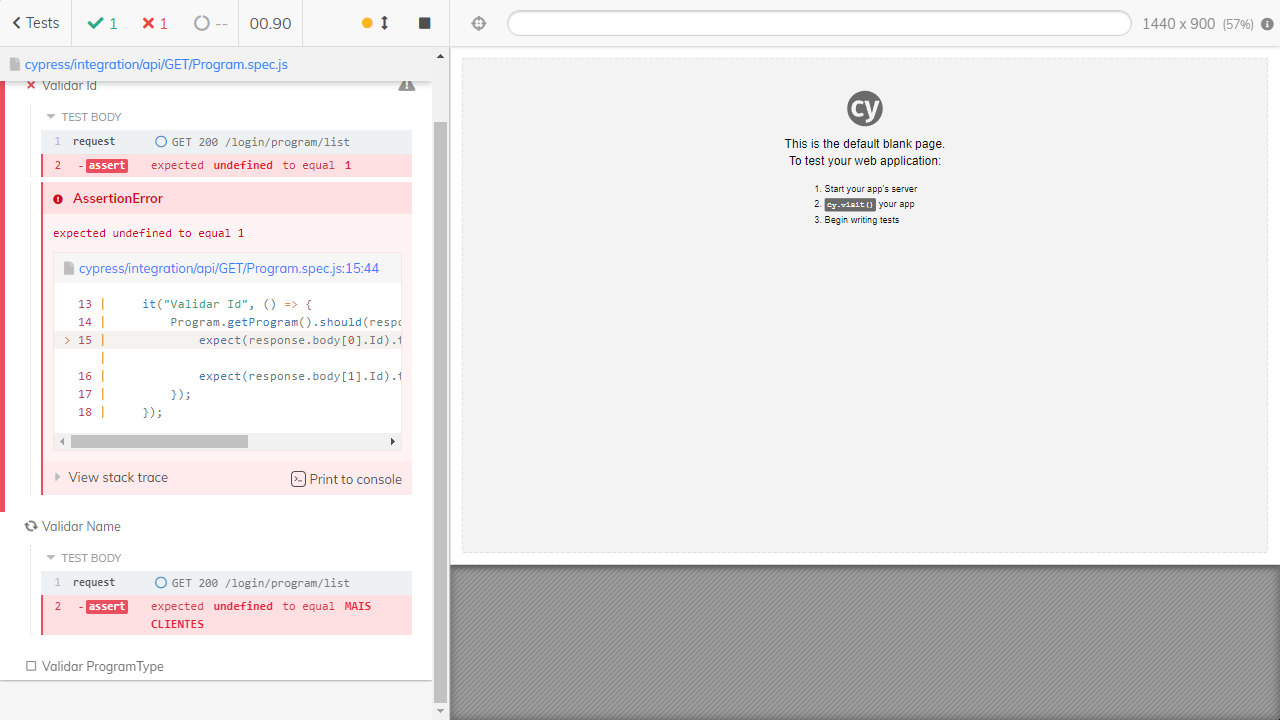 Tests
1
1
--
00.90
1440 x 900 (57%)
cypress/integration/api/GET/Program.spec.js
Validar Id
TEST BODY
1 request GET 200 /login/program/list
2 -assert expected undefined to equal 1
AssertionError
expected undefined to equal 1
cypress/integration/api/GET/Program.spec.js:15:44
13 | it("Validar Id", () => {
14 | Program.getProgram().should(respo
> 15 | expect(response.body[0].Id).t
|
16 | expect(response.body[1].Id).t
17 | });
18 | });
View stack trace
Print to console
Validar Name
TEST BODY
1 request GET 200 /login/program/list
2 -assert expected undefined to equal MAIS
CLIENTES
Validar ProgramType
cy
This is the default blank page.
To test your web application:
1. Start your app's server
2. cy.visit() your app
3. Begin writing tests